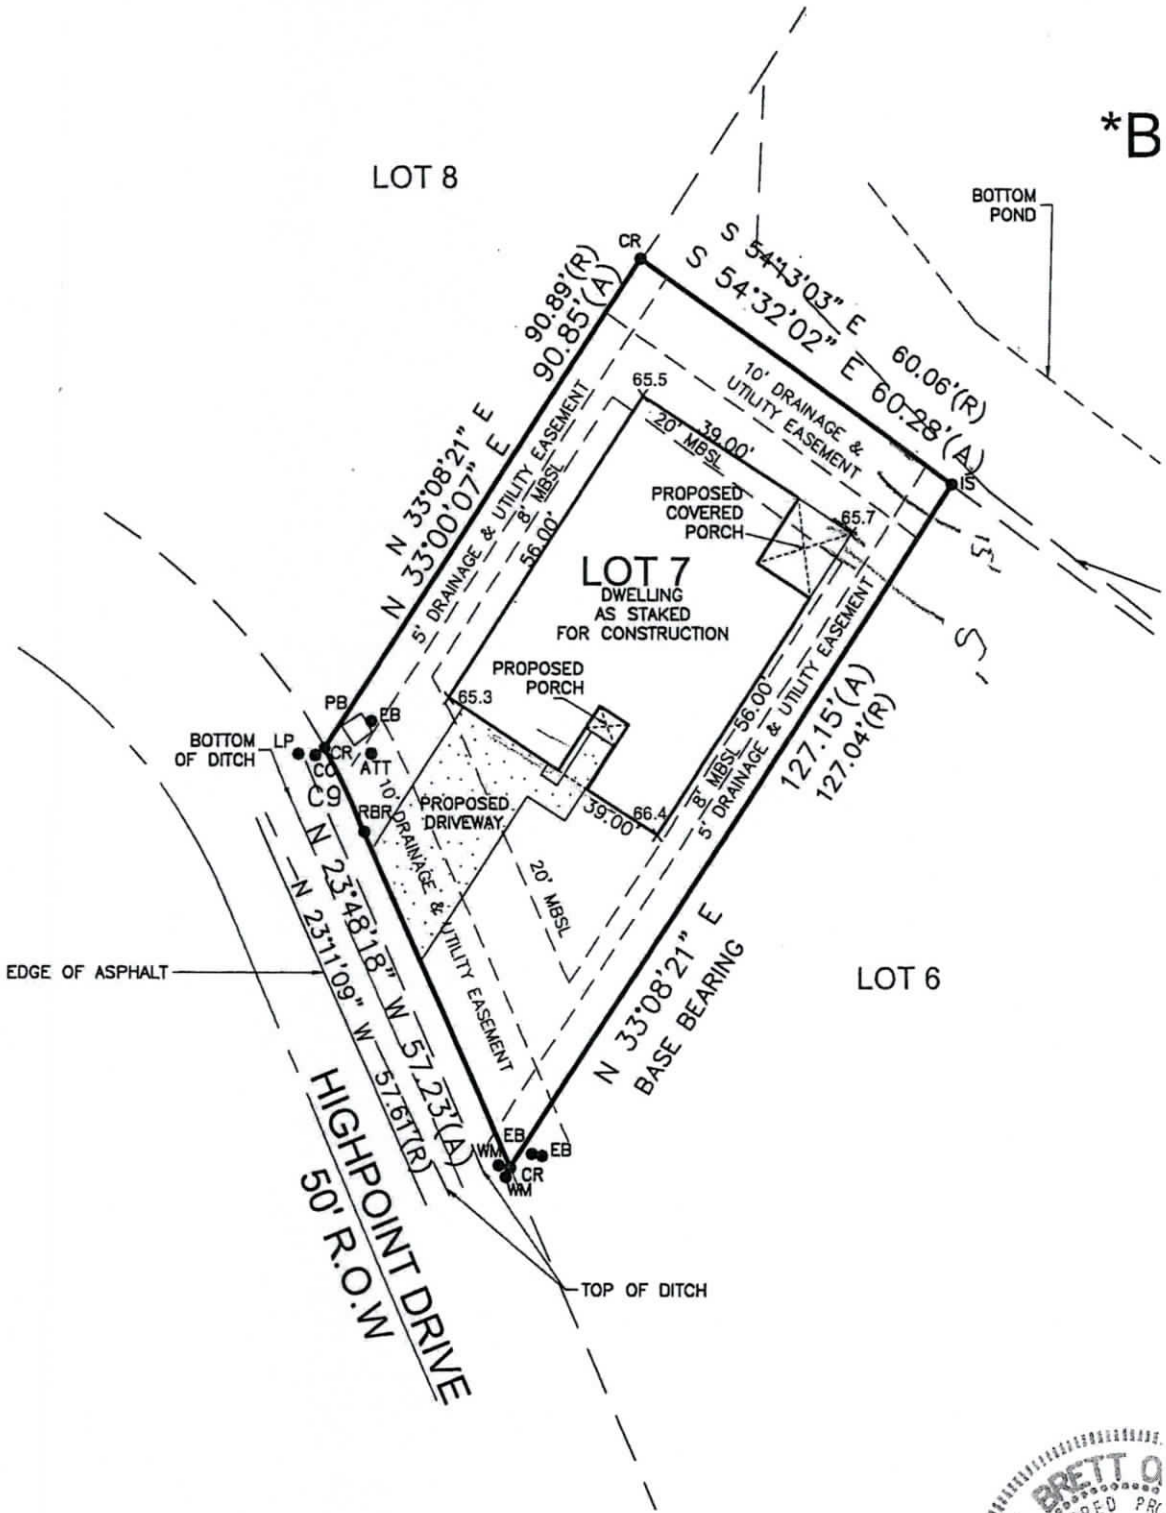 *B
LOT 8
BOTTOM
POND
CR
S 54°13'03" E 60.06'(R)
S 54°32'02" E 60.28'(A)
90.89'(R)
90.85'(A)
10' DRAINAGE &
UTILITY EASEMENT
65.5
39.00'
20' MBSL
IS
N 33°08'21" E
N 33°00'07" E
5' DRAINAGE & UTILITY EASEMENT
8' MBSL
56.00'
PROPOSED
COVERED
PORCH
65.7
15'
LOT 7
DWELLING
AS STAKED
FOR CONSTRUCTION
5'
PROPOSED
PORCH
65.3
PB
EB
BOTTOM
OF DITCH
LP
CO
CR
ATT
C9
RBR
PROPOSED
DRIVEWAY
10' DRAINAGE & UTILITY EASEMENT
39.00'
66.4
8' MBSL
56.00'
5' DRAINAGE & UTILITY EASEMENT
127.15'(A)
127.04'(R)
20' MBSL
N 23°48'18" W 57.23'(A)
N 23°11'09" W 57.61'(R)
EDGE OF ASPHALT
N 33°08'21" E
BASE BEARING
LOT 6
HIGHPOINT DRIVE
50' R.O.W
EB
EB
WM
CR
WM
TOP OF DITCH
BRETT O